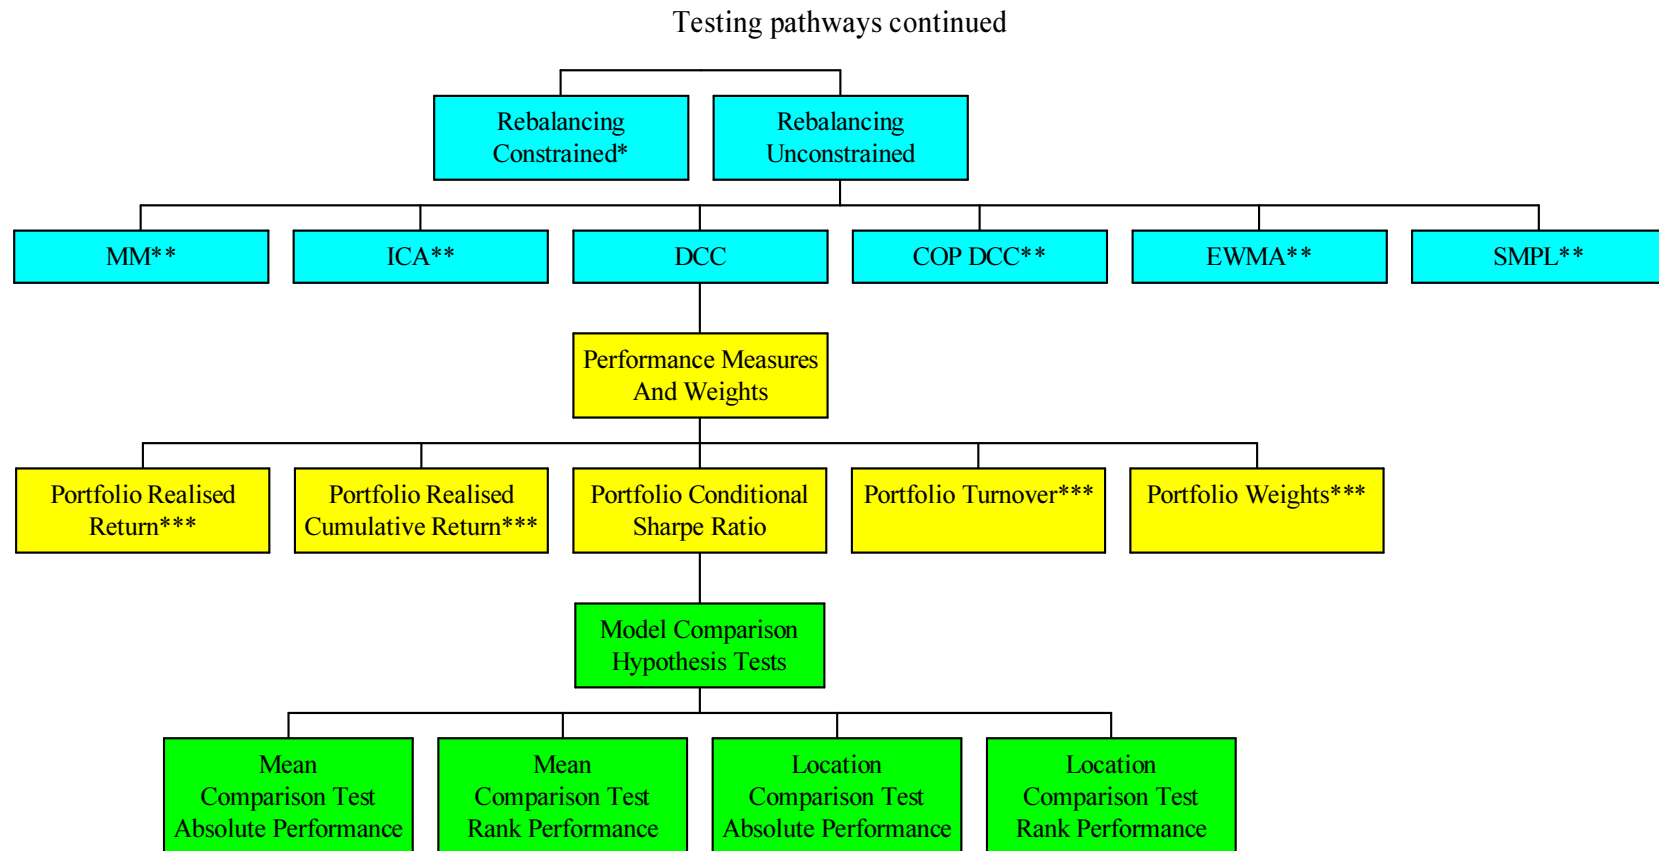 Testing pathways continued
Rebalancing
Constrained*
Rebalancing
Unconstrained
MM**
ICA**
DCC
COP DCC**
EWMA**
SMPL**
Performance Measures
And Weights
Portfolio Realised
Return***
Portfolio Realised
Cumulative Return***
Portfolio Conditional
Sharpe Ratio
Portfolio Turnover***
Portfolio Weights***
Model Comparison
Hypothesis Tests
Mean
Comparison Test
Absolute Performance
Mean
Comparison Test
Rank Performance
Location
Comparison Test
Absolute Performance
Location
Comparison Test
Rank Performance